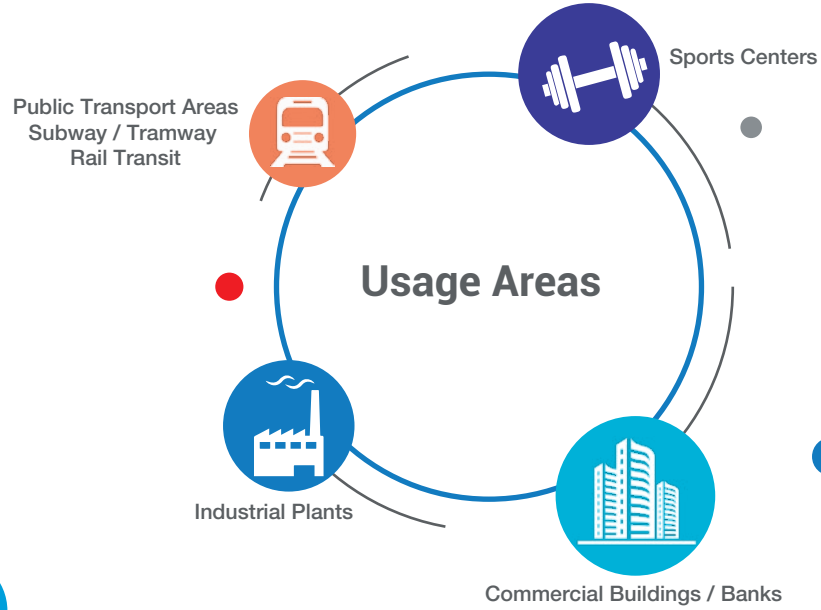 Sports Centers
Public Transport Areas
Subway / Tramway
Rail Transit
Usage Areas
Industrial Plants
Commercial Buildings / Banks